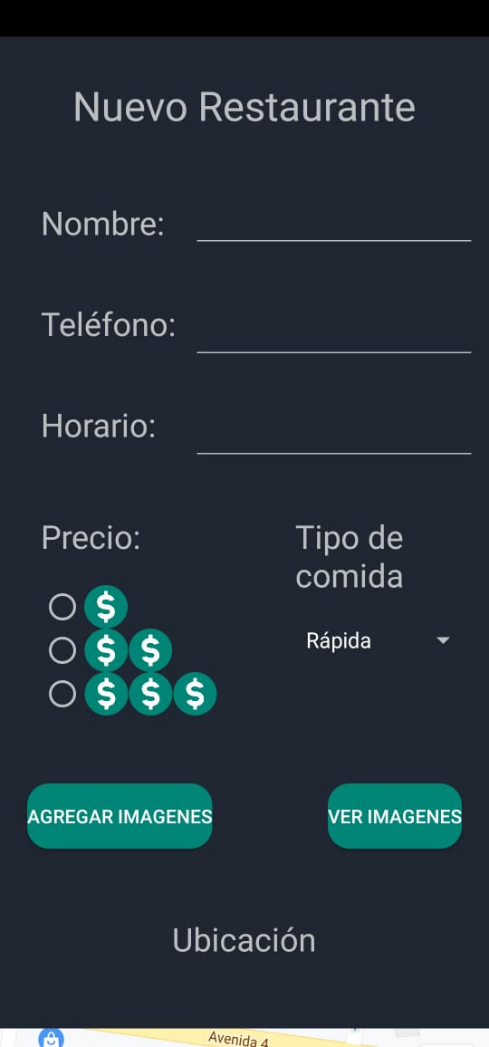 Nuevo Restaurante
Nombre:
Teléfono:
Horario:
Precio:
Tipo de
comida
$
$ $
$ $ $
Rápida
AGREGAR IMAGENES
VER IMAGENES
Ubicación
Avenida 4